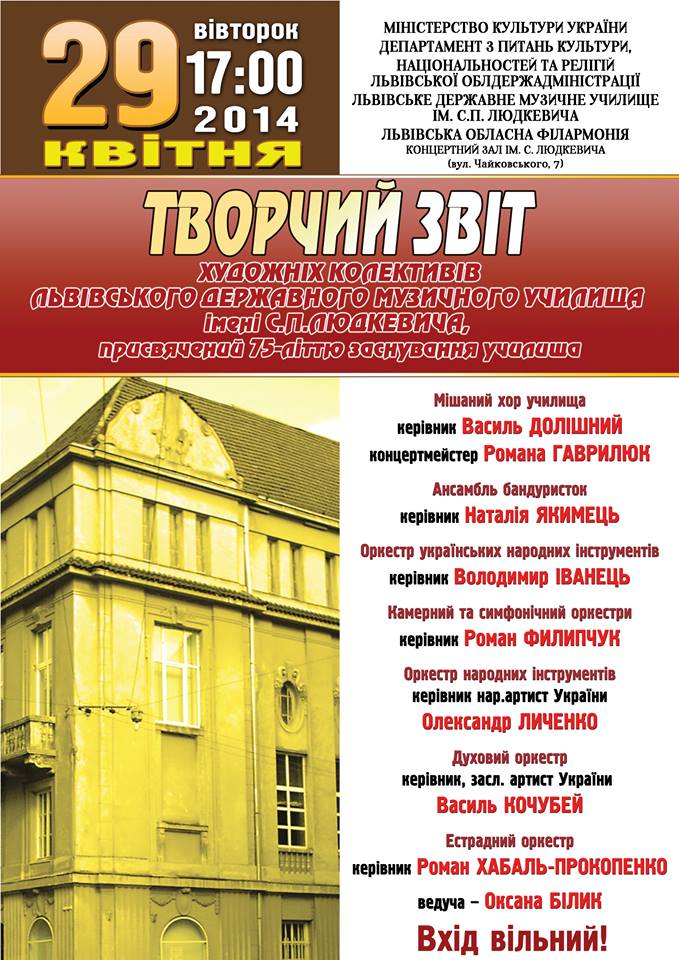 29
вівторок
17:00
2014
КВІТНЯ
МІНІСТЕРСТВО КУЛЬТУРИ УКРАЇНИ
ДЕПАРТАМЕНТ З ПИТАНЬ КУЛЬТУРИ,
НАЦІОНАЛЬНОСТЕЙ ТА РЕЛІГІЙ
ЛЬВІВСЬКОЇ ОБЛДЕРЖАДМІНІСТРАЦІЇ
ЛЬВІВСЬКЕ ДЕРЖАВНЕ МУЗИЧНЕ УЧИЛИЩЕ
ІМ. С.П. ЛЮДКЕВИЧА
ЛЬВІВСЬКА ОБЛАСНА ФІЛАРМОНІЯ
КОНЦЕРТНИЙ ЗАЛ ІМ. С. ЛЮДКЕВИЧА
(вул. Чайковського, 7)
ТВОРЧИЙ ЗВІТ
ХУДОЖНІХ КОЛЕКТИВІВ
ЛЬВІВСЬКОГО ДЕРЖАВНОГО МУЗИЧНОГО УЧИЛИЩА
імені С.П.ЛЮДКЕВИЧА,
присвячений 75-літтю заснування училиша
Мішаний хор училища
керівник Василь ДОЛІШНИЙ
концертмейстер Романа ГАВРИЛЮК
Ансамбль бандуристок
керівник Наталія ЯКИМЕЦЬ
Оркестр українських народних інструментів
керівник Володимир ІВАНЕЦЬ
Камерний та симфонічний оркестри
керівник Роман ФИЛИПЧУК
Оркестр народних інструментів
керівник нар.артист України
Олександр ЛИЧЕНКО
Духовий оркестр
керівник, засл. артист України
Василь КОЧУБЕЙ
Естрадний оркестр
керівник Роман ХАБАЛЬ-ПРОКОПЕНКО
ведуча – Оксана БІЛИК
Вхід вільний!